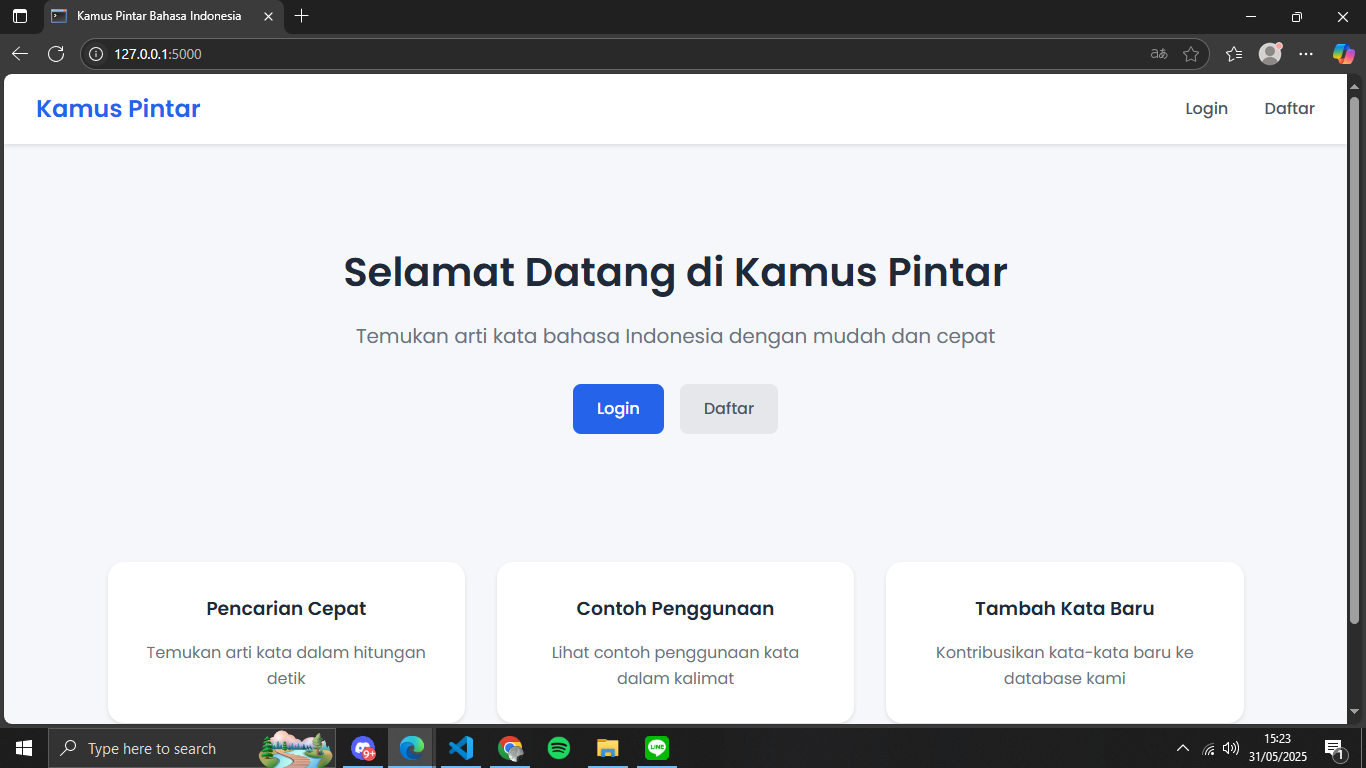 Kamus Pintar Bahasa Indonesia
127.0.0.1:5000
Kamus Pintar
Login
Daftar
Selamat Datang di Kamus Pintar
Temukan arti kata bahasa Indonesia dengan mudah dan cepat
Login
Daftar
Pencarian Cepat
Temukan arti kata dalam hitungan
detik
Contoh Penggunaan
Lihat contoh penggunaan kata
dalam kalimat
Tambah Kata Baru
Kontribusikan kata-kata baru ke
database kami
Type here to search
9+
LINE
15:23
31/05/2025
1